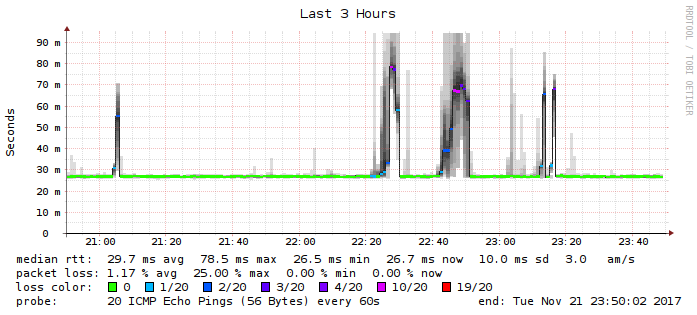 Last 3 Hours
RRDTOOL / TOBI OETIKER
Seconds
90 m
80 m
70 m
60 m
50 m
40 m
30 m
20 m
10 m
0
21:00 21:20 21:40 22:00 22:20 22:40 23:00 23:20 23:40
median rtt: 29.7 ms avg 78.5 ms max 26.5 ms min 26.7 ms now 10.0 ms sd 3.0 am/s
packet loss: 1.17 % avg 25.00 % max 0.00 % min 0.00 % now
loss color: 0 1/20 2/20 3/20 4/20 10/20 19/20
probe: 20 ICMP Echo Pings (56 Bytes) every 60s end: Tue Nov 21 23:50:02 2017